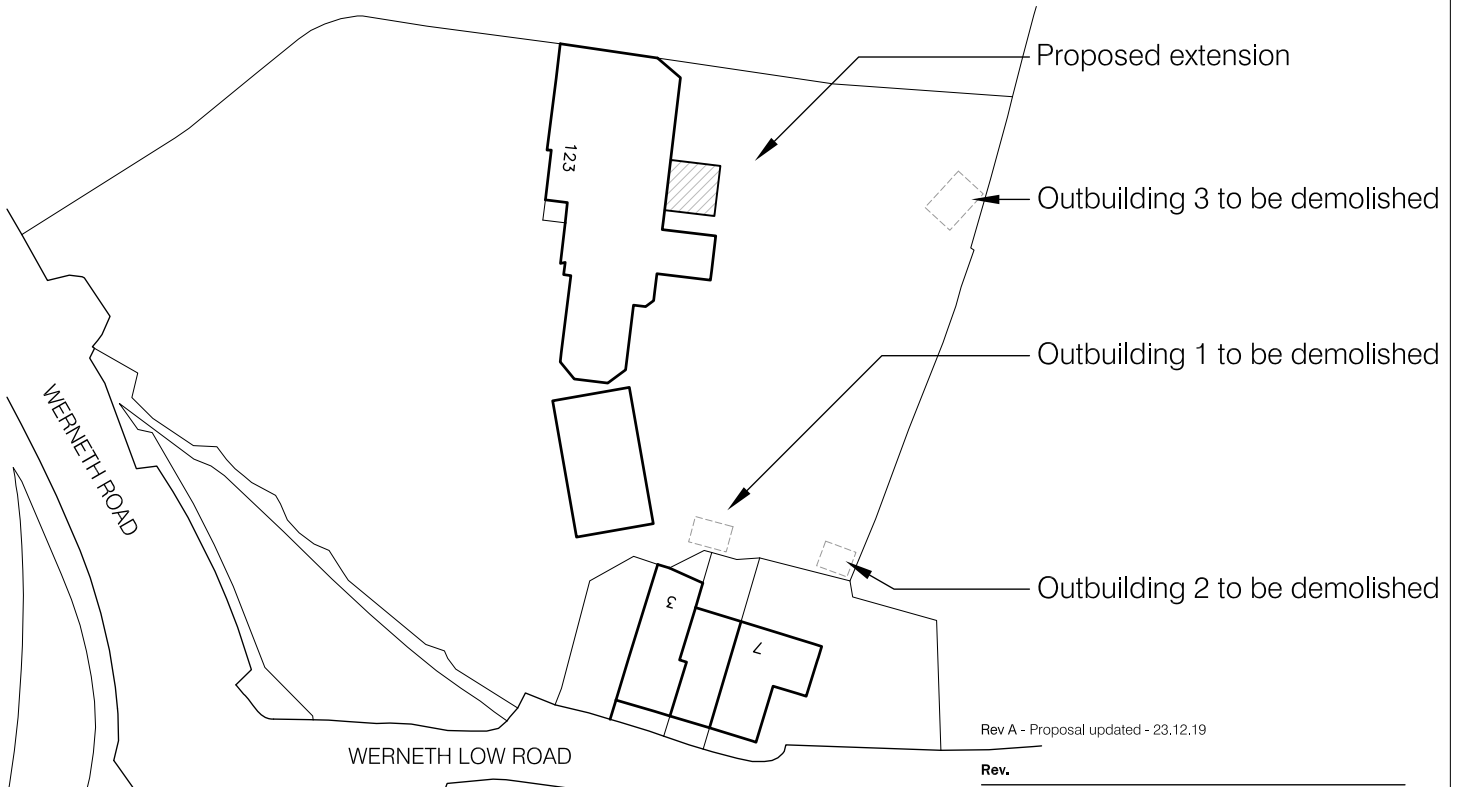 Proposed extension
123
Outbuilding 3 to be demolished
Outbuilding 1 to be demolished
WERNETH ROAD
Outbuilding 2 to be demolished
3
7
Rev A - Proposal updated - 23.12.19
WERNETH LOW ROAD
Rev.